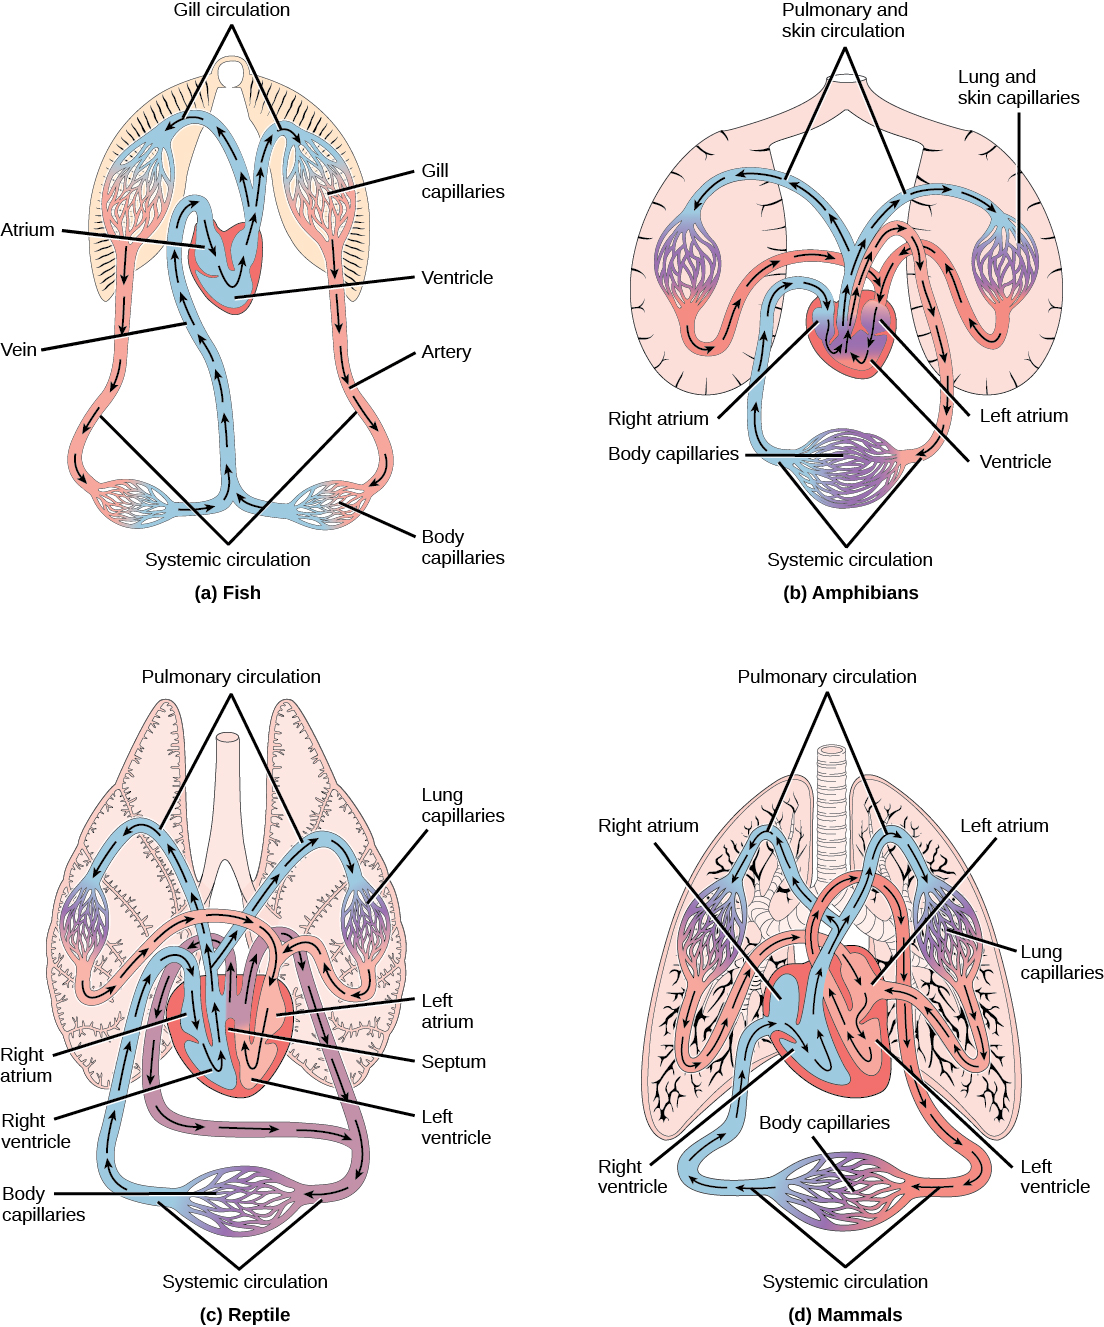 Gill circulation
Gill
capillaries
Atrium
Ventricle
Vein
Artery
Body
capillaries
Systemic circulation
(a) Fish
Pulmonary and
skin circulation
Lung and
skin capillaries
Right atrium
Left atrium
Body capillaries
Ventricle
Systemic circulation
(b) Amphibians
Pulmonary circulation
Lung
capillaries
Left
atrium
Right
atrium
Septum
Right
ventricle
Left
ventricle
Body
capillaries
Systemic circulation
(c) Reptile
Pulmonary circulation
Right atrium
Left atrium
Lung
capillaries
Body capillaries
Right
ventricle
Left
ventricle
Systemic circulation
(d) Mammals